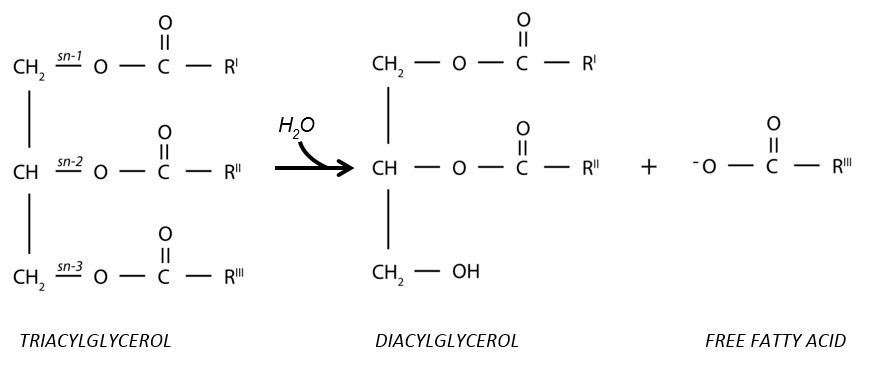 O O
CH₂ sn-1 O — C — Rᴵ CH₂ — O — C — Rᴵ
H₂O
O O O
CH sn-2 O — C — Rᴵᴵ CH — O — C — Rᴵᴵ + ⁻O — C — Rᴵᴵᴵ
O
CH₂ sn-3 O — C — Rᴵᴵᴵ CH₂ — OH
TRIACYLGLYCEROL DIACYLGLYCEROL FREE FATTY ACID